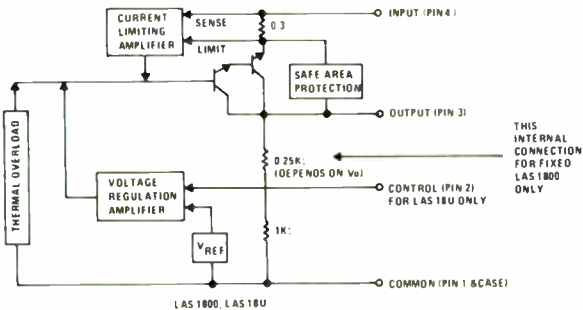 CURRENT
LIMITING
AMPLIFIER
SENSE
LIMIT
0.3
INPUT (PIN 4)
SAFE AREA
PROTECTION
OUTPUT (PIN 3)
THERMAL OVERLOAD
0.25K:
(DEPENDS ON Vo)
THIS
INTERNAL
CONNECTION
FOR FIXED
LAS 1800
ONLY
VOLTAGE
REGULATION
AMPLIFIER
CONTROL (PIN 2)
FOR LAS 18U ONLY
1K:
VREF
COMMON (PIN 1 & CASE)
LAS 1800, LAS 18U